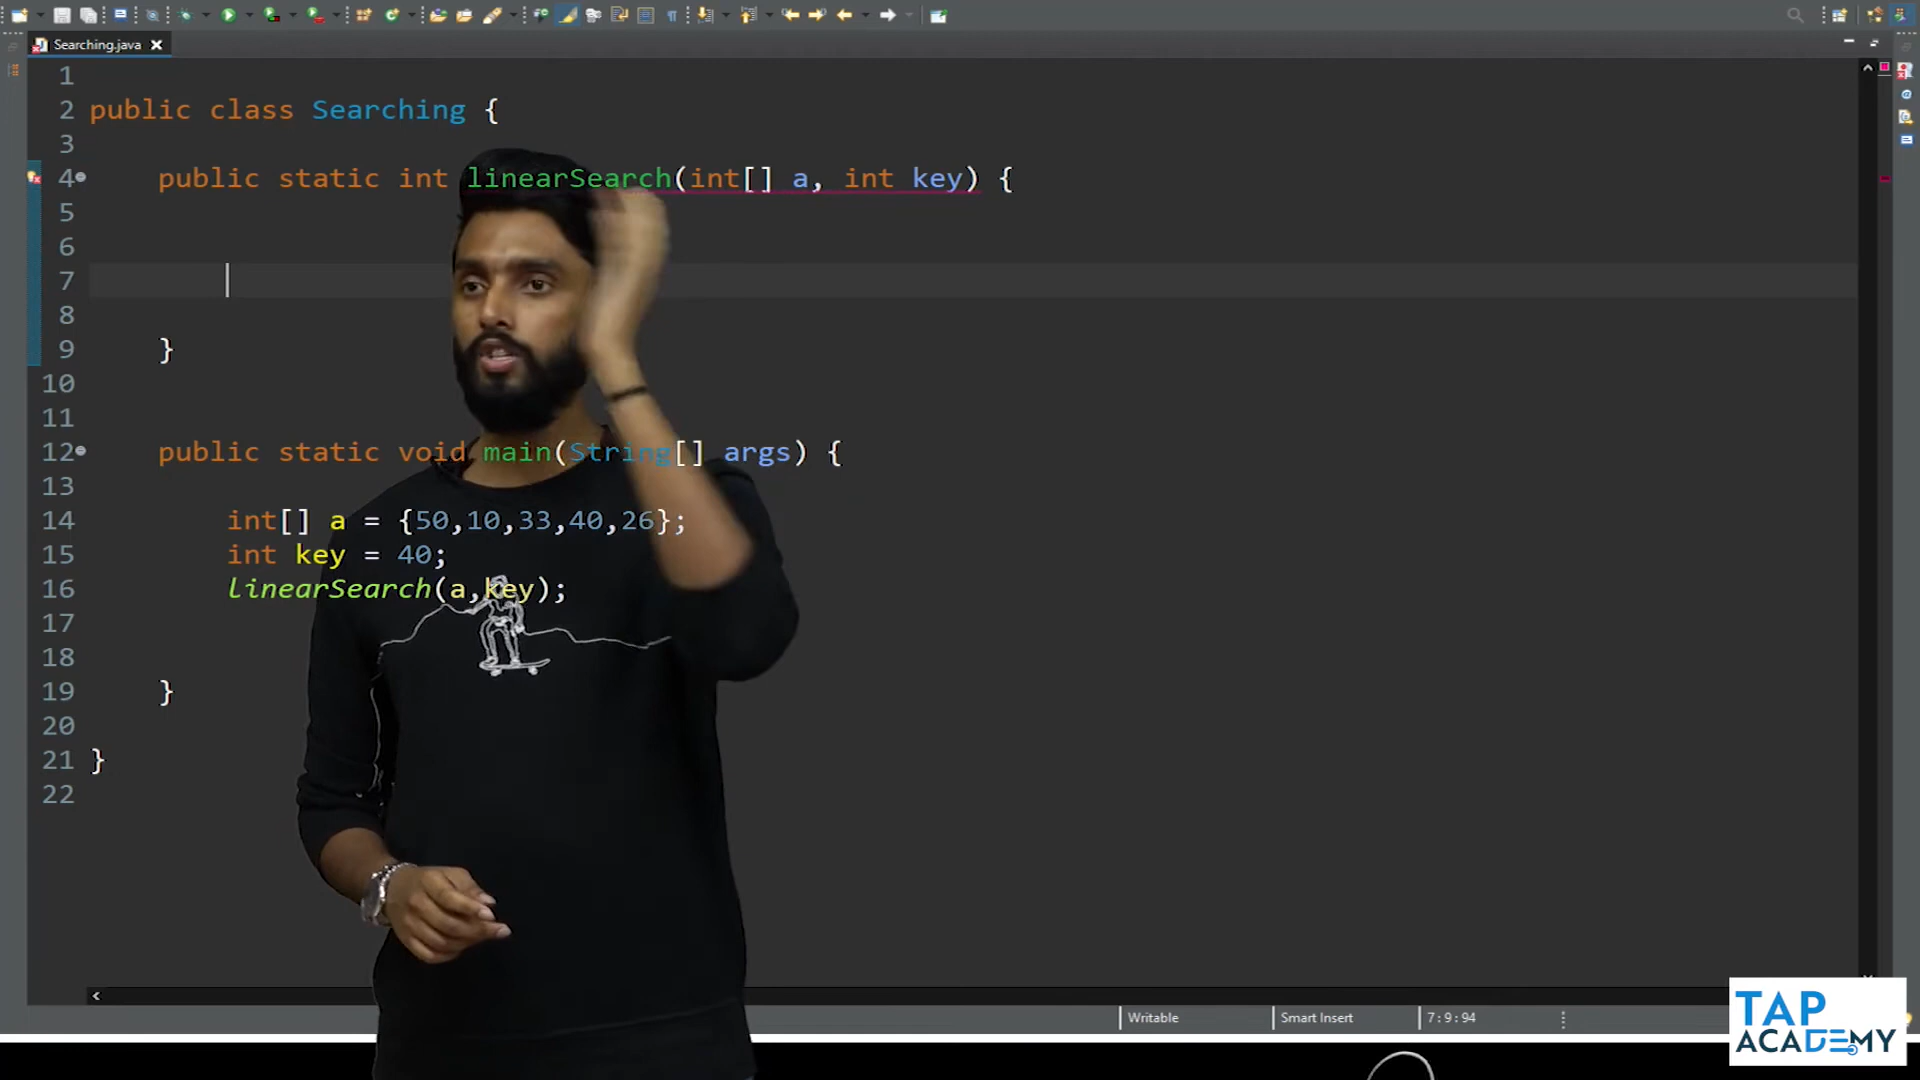 Searching.java
1
2 public class Searching {
3
4 public static int linearSearch(int[] a, int key) {
5
6
7
8
9 }
10
11
12 public static void main(String[] args) {
13
14 int[] a = {50,10,33,40,26};
15 int key = 40;
16 linearSearch(a,key);
17
18
19 }
20
21 }
22
Writable Smart Insert 7:9:94
TAP
ACADEMY